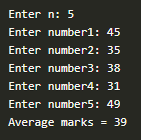 Enter n: 5
Enter number1: 45
Enter number2: 35
Enter number3: 38
Enter number4: 31
Enter number5: 49
Average marks = 39